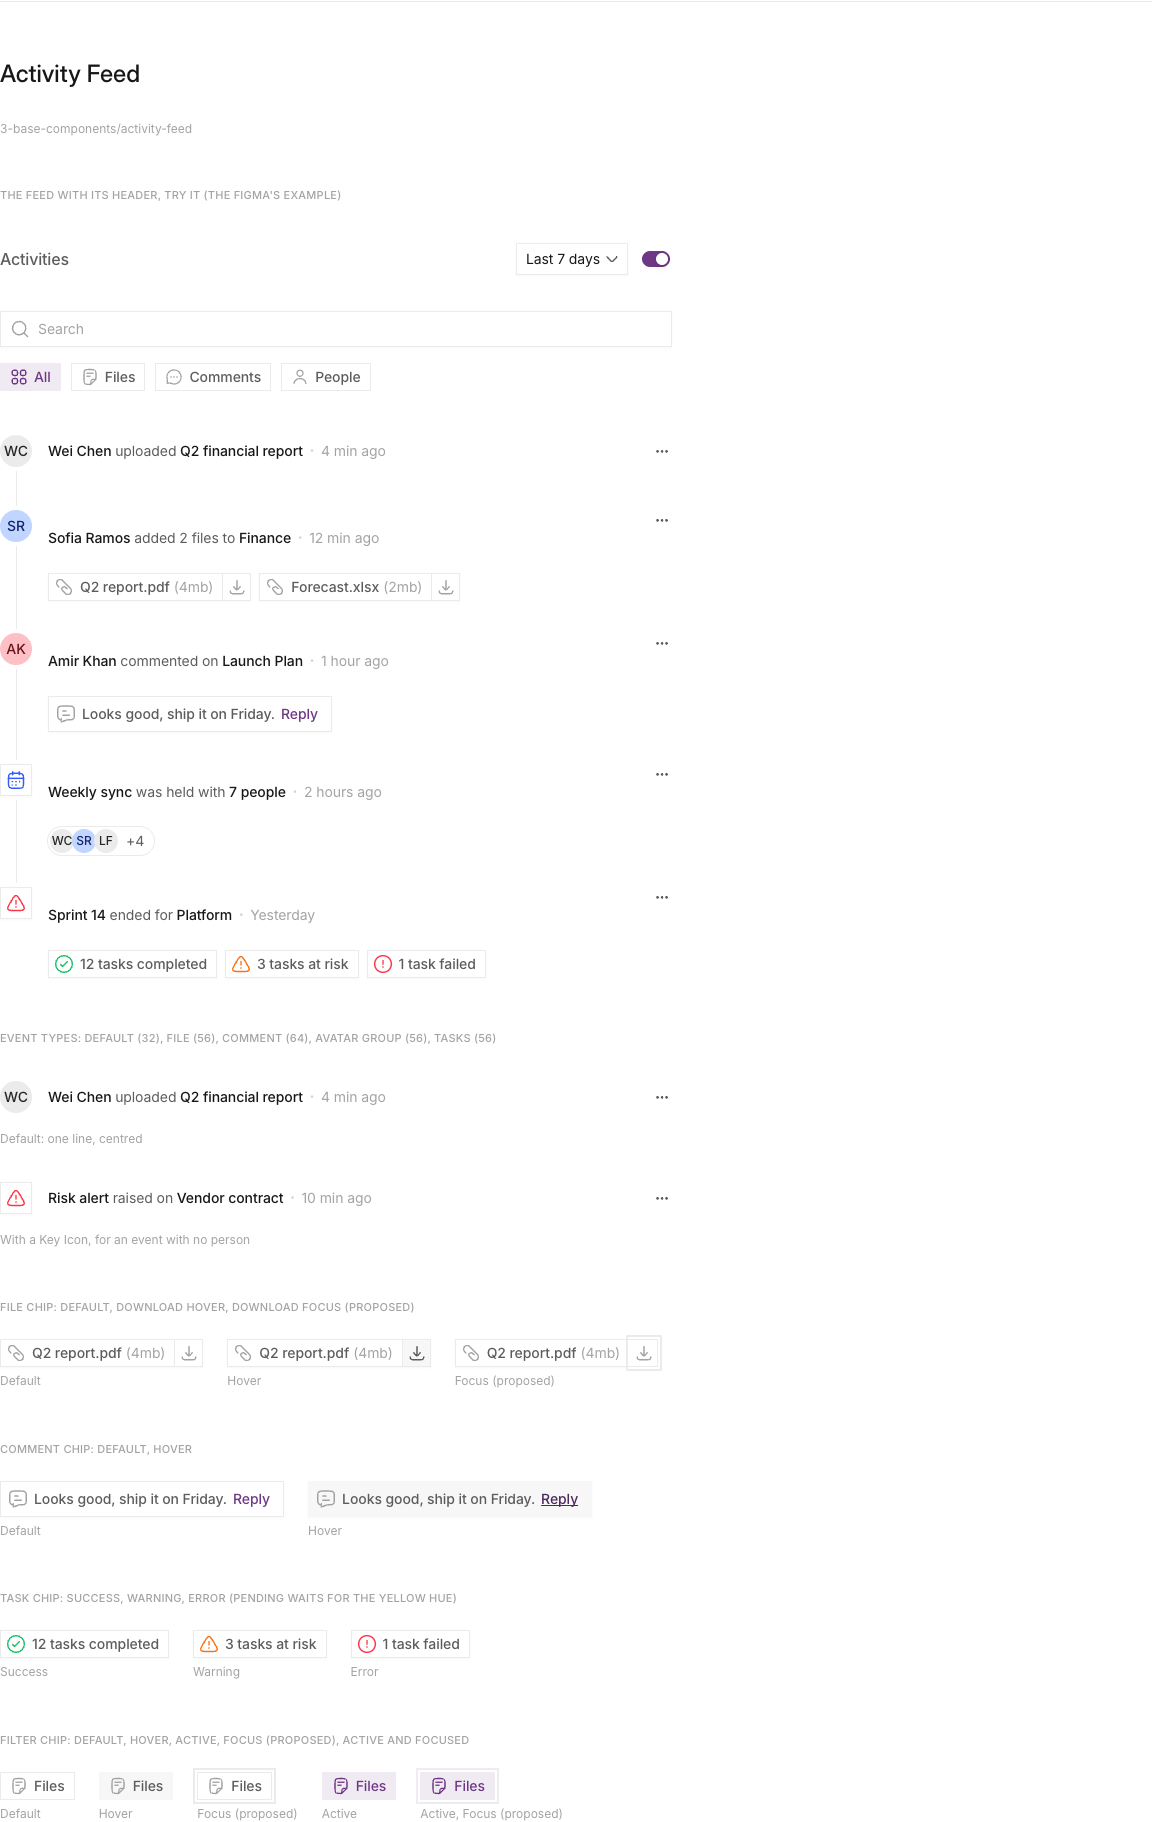 Activity Feed
3-base-components/activity-feed
THE FEED WITH ITS HEADER, TRY IT (THE FIGMA'S EXAMPLE)
Activities Last 7 days
Search
All Files Comments People
WC Wei Chen uploaded Q2 financial report · 4 min ago
SR Sofia Ramos added 2 files to Finance · 12 min ago
Q2 report.pdf (4mb) Forecast.xlsx (2mb)
AK Amir Khan commented on Launch Plan · 1 hour ago
Looks good, ship it on Friday. Reply
Weekly sync was held with 7 people · 2 hours ago
WC SR LF +4
Sprint 14 ended for Platform · Yesterday
12 tasks completed 3 tasks at risk 1 task failed
EVENT TYPES: DEFAULT (32), FILE (56), COMMENT (64), AVATAR GROUP (56), TASKS (56)
WC Wei Chen uploaded Q2 financial report · 4 min ago
Default: one line, centred
Risk alert raised on Vendor contract · 10 min ago
With a Key Icon, for an event with no person
FILE CHIP: DEFAULT, DOWNLOAD HOVER, DOWNLOAD FOCUS (PROPOSED)
Q2 report.pdf (4mb) Q2 report.pdf (4mb) Q2 report.pdf (4mb)
Default Hover Focus (proposed)
COMMENT CHIP: DEFAULT, HOVER
Looks good, ship it on Friday. Reply Looks good, ship it on Friday. Reply
Default Hover
TASK CHIP: SUCCESS, WARNING, ERROR (PENDING WAITS FOR THE YELLOW HUE)
12 tasks completed 3 tasks at risk 1 task failed
Success Warning Error
FILTER CHIP: DEFAULT, HOVER, ACTIVE, FOCUS (PROPOSED), ACTIVE AND FOCUSED
Files Files Files Files Files
Default Hover Focus (proposed) Active Active, Focus (proposed)